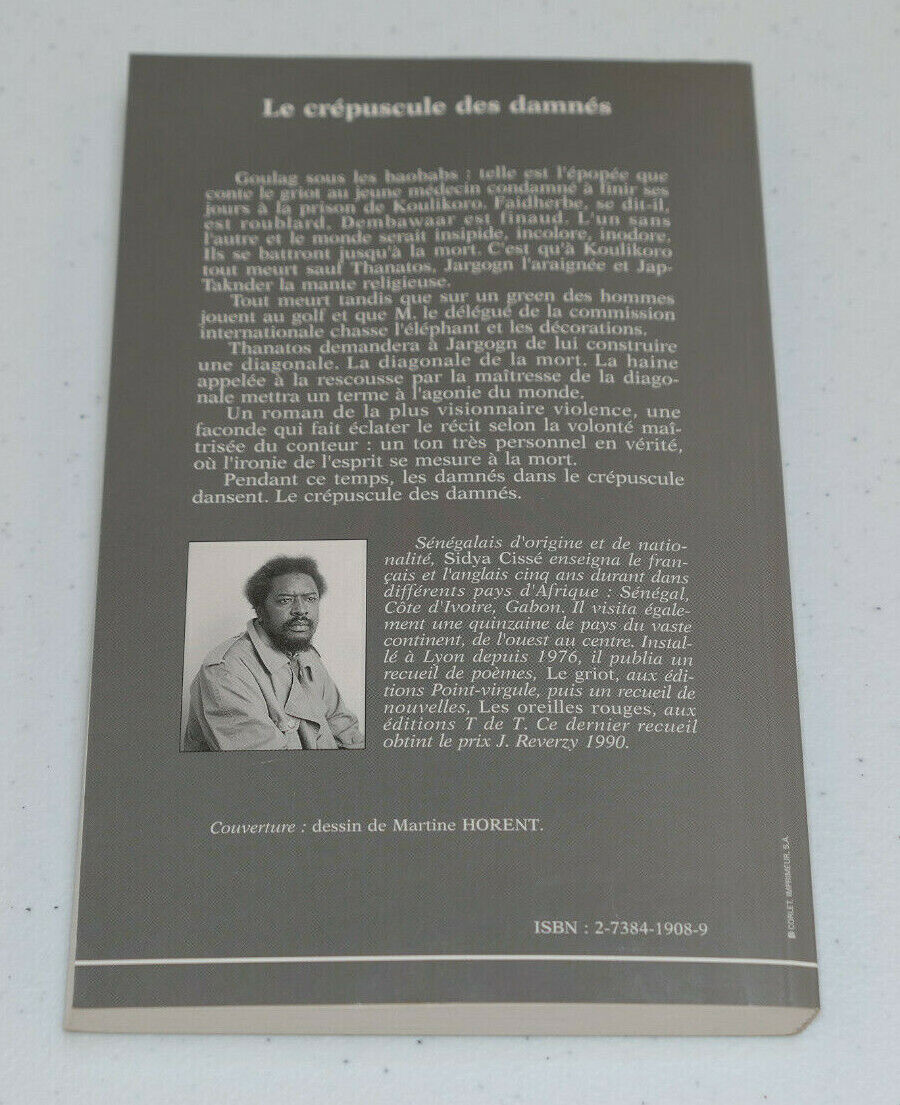 Le crépuscule des damnés
Goulag sous les baobabs : telle est l'épopée que
conte le griot au jeune médecin condamné à finir ses
jours à la prison de Koulikoro. Faidherbe, se dit-il,
est roublard, Dembawaar est finaud. L'un sans
l'autre et le monde serait insipide, incolore, inodore.
Ils se battront jusqu'à la mort. C'est qu'à Koulikoro
tout meurt sauf Thanatos, Jargogn l'araignée et Jap-
Taknder la mante religieuse.
Tout meurt tandis que sur un green des hommes
jouent au golf et que M. le délégué de la commission
internationale chasse l'éléphant et les décorations.
Thanatos demandera à Jargogn de lui construire
une diagonale. La diagonale de la mort. La haine
appelée à la rescousse par la maîtresse de la diago-
nale mettra un terme à l'agonie du monde.
Un roman de la plus visionnaire violence, une
faconde qui fait éclater le récit selon la volonté maî-
trisée du conteur : un ton très personnel en vérité,
où l'ironie de l'esprit se mesure à la mort.
Pendant ce temps, les damnés dans le crépuscule
dansent. Le crépuscule des damnés.
Sénégalais d'origine et de natio-
nalité, Sidya Cissé enseigna le fran-
çais et l'anglais cinq ans durant dans
différents pays d'Afrique : Sénégal,
Côte d'Ivoire, Gabon. Il visita égale-
ment une quinzaine de pays du vaste
continent, de l'ouest au centre. Instal-
lé à Lyon depuis 1976, il publia un
recueil de poèmes, Le griot, aux édi-
tions Point-virgule, puis un recueil de
nouvelles, Les oreilles rouges, aux
éditions T de T. Ce dernier recueil
obtint le prix J. Reverzy 1990.
Couverture : dessin de Martine HORENT.
CORLET, IMPRIMEUR, S.A.
ISBN : 2-7384-1908-9